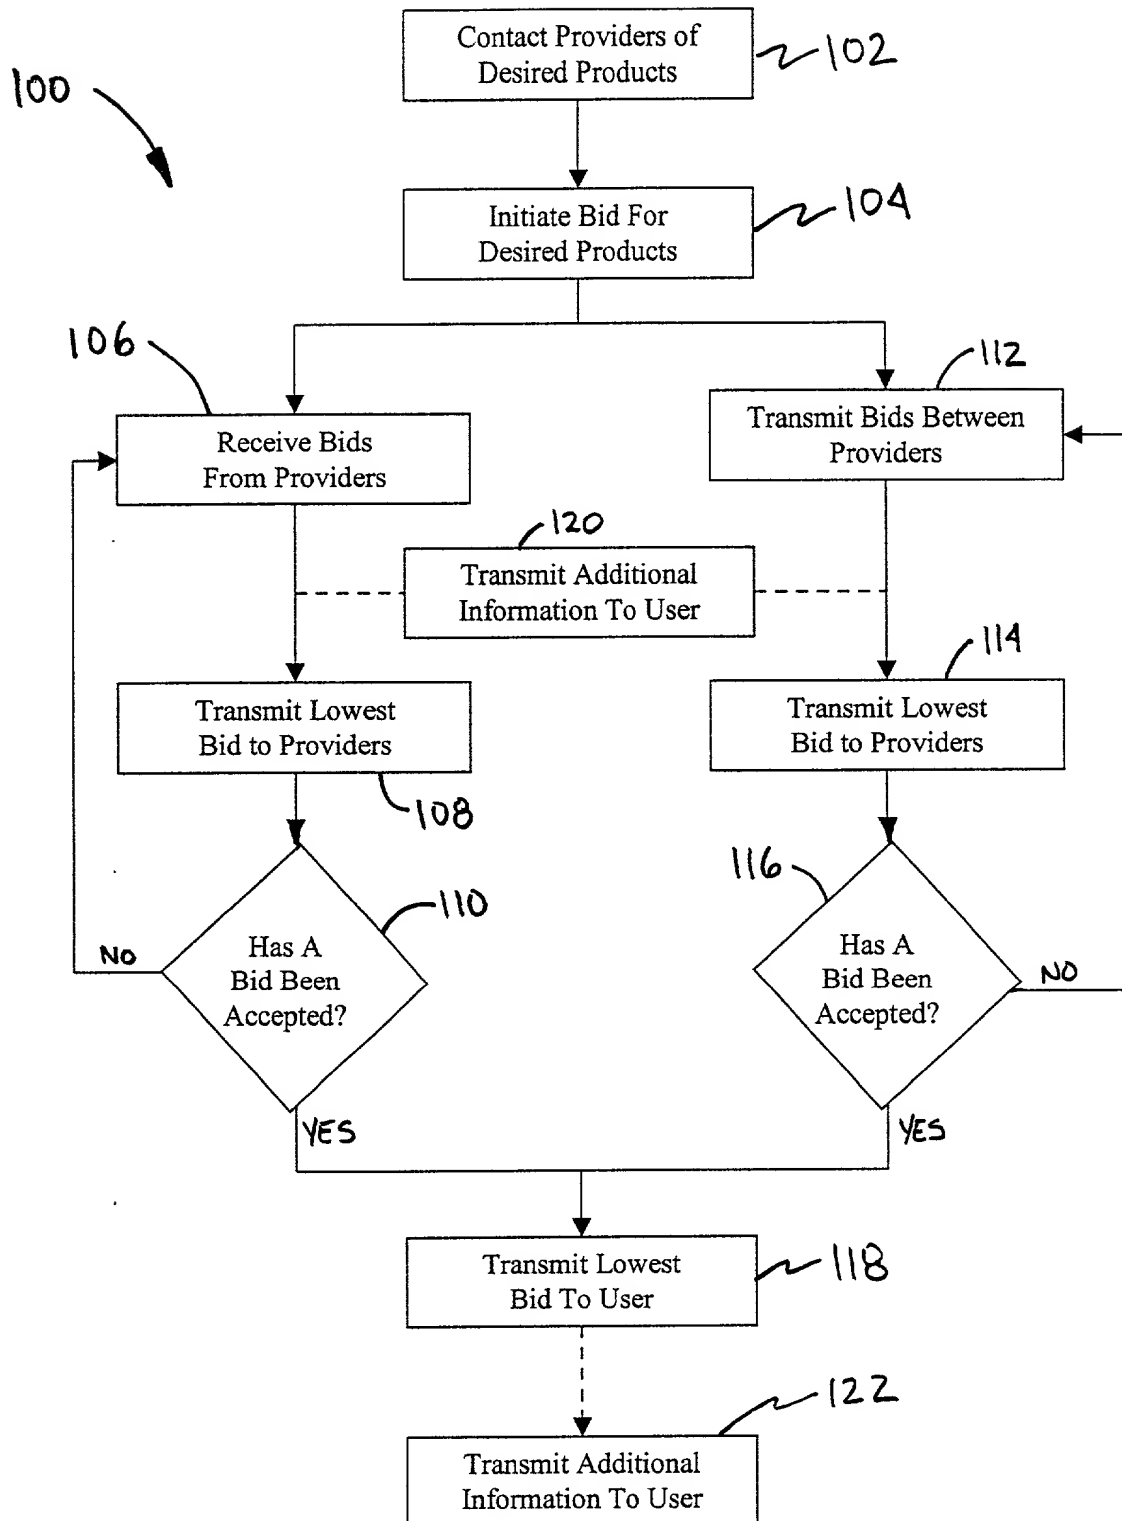 Contact Providers of
Desired Products
102
100
Initiate Bid For
Desired Products
104
106
112
Receive Bids
From Providers
Transmit Bids Between
Providers
120
Transmit Additional
Information To User
114
Transmit Lowest
Bid to Providers
Transmit Lowest
Bid to Providers
108
116
110
Has A
Bid Been
Accepted?
NO
Has A
Bid Been
Accepted?
NO
YES
YES
Transmit Lowest
Bid To User
118
122
Transmit Additional
Information To User